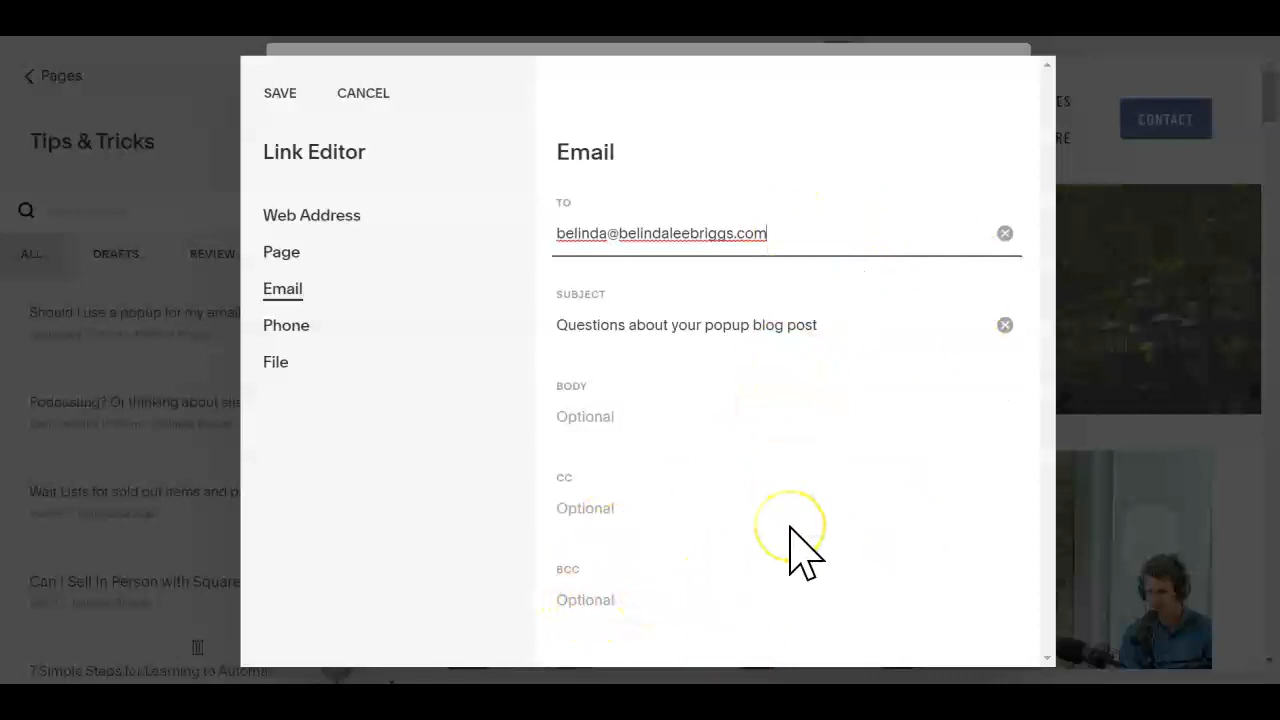 Pages
Tips & Tricks
ALL
DRAFTS
REVIEW
Should I use a popup for my email
Podcasting? Or thinking about
Wait Lists for sold out items and p
Can I Sell In Person with Square
7 Simple Steps for Learning to Automa
SAVE
CANCEL
Link Editor
Web Address
Page
Email
Phone
File
Email
TO
belinda@belindaleebriggs.com
SUBJECT
Questions about your popup blog post
BODY
Optional
CC
Optional
BCC
Optional
ES
RE
CONTACT